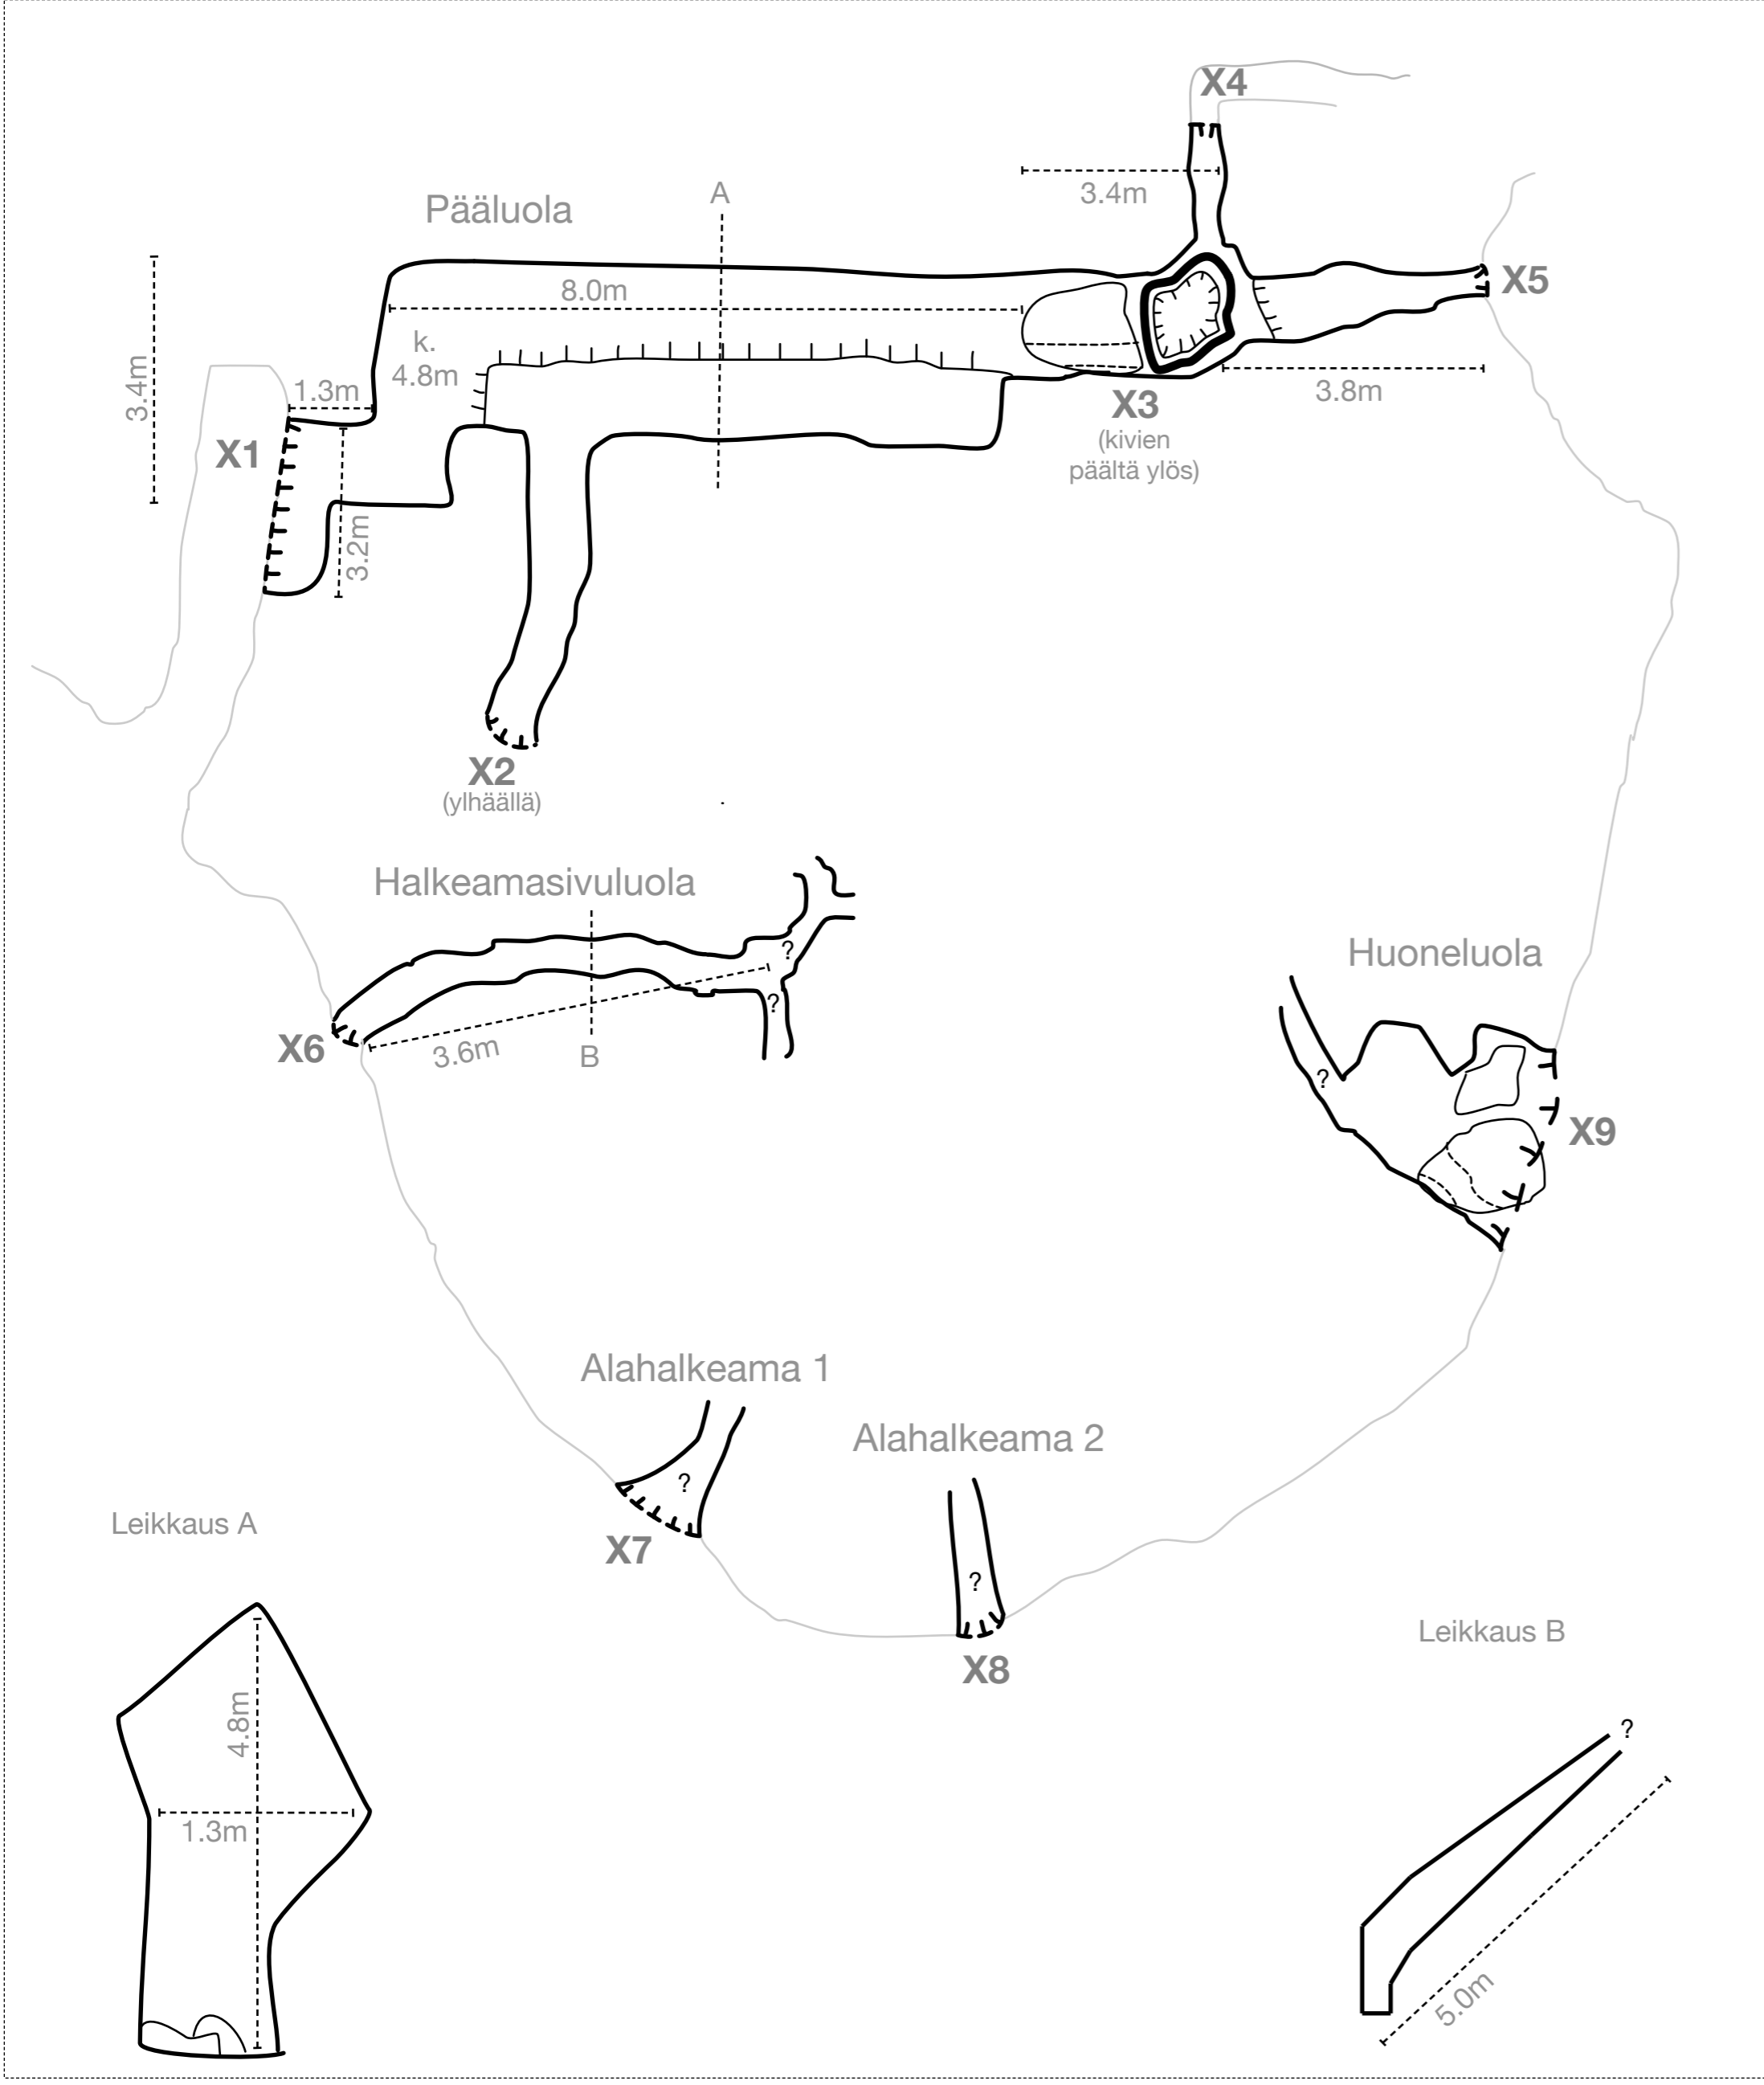 X4
3.4m
A
Pääluola
X5
8.0m
k.
4.8m
3.4m
1.3m
3.8m
X3
(kivien
päältä ylös)
X1
3.2m
X2
(ylhäällä)
Halkeamasivuluola
?
?
X6
3.6m
B
Huoneluola
?
X9
Alahalkeama 1
?
X7
Alahalkeama 2
?
X8
Leikkaus A
4.8m
1.3m
Leikkaus B
?
5.0m